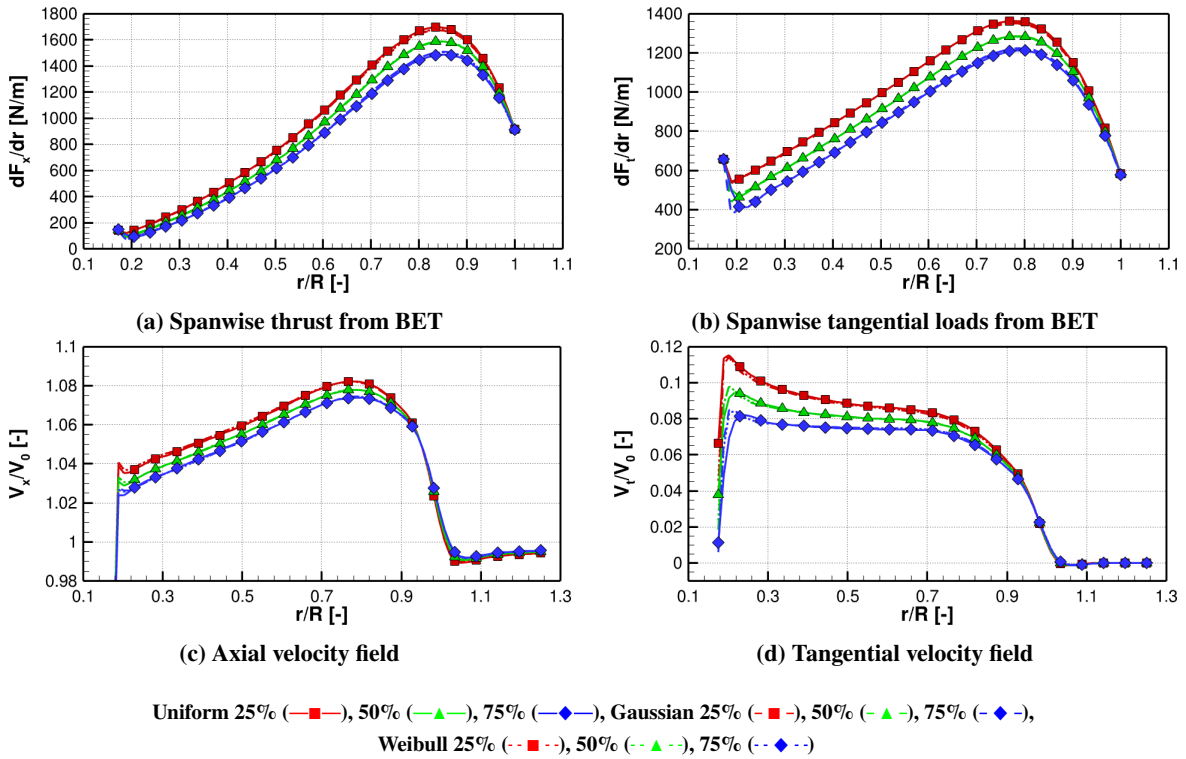 1800
1600
1400
1200
1000
800
600
400
200
0
dFx/dr [N/m]
0.1 0.2 0.3 0.4 0.5 0.6 0.7 0.8 0.9 1 1.1
r/R [-]
(a) Spanwise thrust from BET
1400
1200
1000
800
600
400
200
dFt/dr [N/m]
0.1 0.2 0.3 0.4 0.5 0.6 0.7 0.8 0.9 1 1.1
r/R [-]
(b) Spanwise tangential loads from BET
1.1
1.08
1.06
1.04
1.02
1
0.98
Vx/V0 [-]
0.1 0.3 0.5 0.7 0.9 1.1 1.3
r/R [-]
(c) Axial velocity field
0.12
0.1
0.08
0.06
0.04
0.02
0
Vt/V0 [-]
0.1 0.3 0.5 0.7 0.9 1.1 1.3
r/R [-]
(d) Tangential velocity field
Uniform 25% ( ), 50% ( ), 75% ( ), Gaussian 25% ( ), 50% ( ), 75% ( ),
Weibull 25% ( ), 50% ( ), 75% ( )